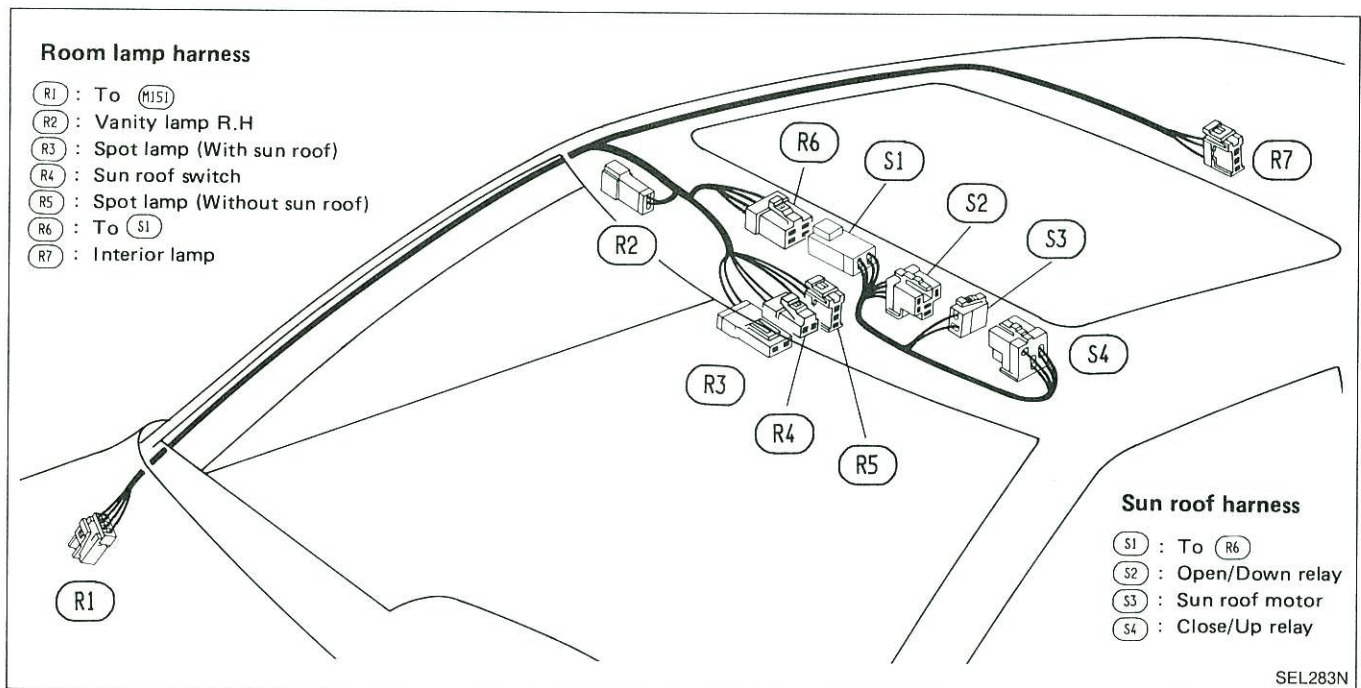 Room lamp harness
R1 : To M151
R2 : Vanity lamp R.H
R3 : Spot lamp (With sun roof)
R4 : Sun roof switch
R5 : Spot lamp (Without sun roof)
R6 : To S1
R7 : Interior lamp
R6
S1
R7
S2
R2
S3
S4
R3
R4
R5
R1
Sun roof harness
S1 : To R6
S2 : Open/Down relay
S3 : Sun roof motor
S4 : Close/Up relay
SEL283N